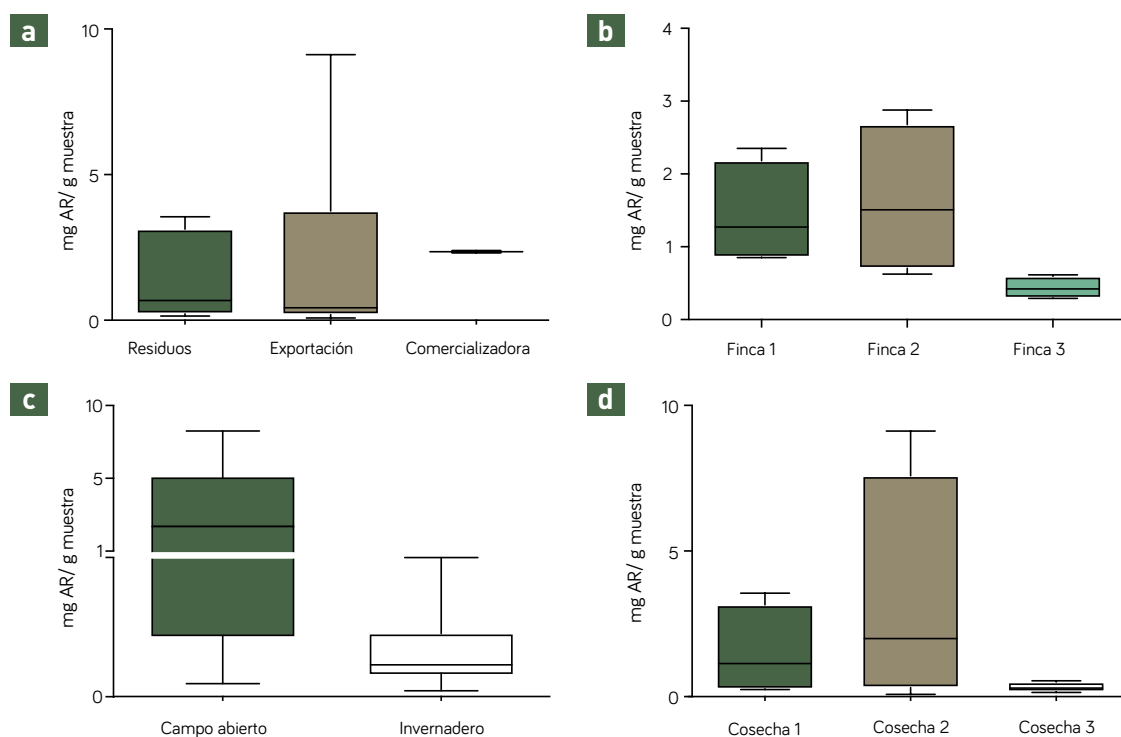 a
10
5
0
mg AR/ g muestra
Residuos
Exportación
Comercializadora
b
4
3
2
1
0
mg AR/ g muestra
Finca 1
Finca 2
Finca 3
c
10
5
1
0
mg AR/ g muestra
Campo abierto
Invernadero
d
10
5
0
mg AR/ g muestra
Cosecha 1
Cosecha 2
Cosecha 3